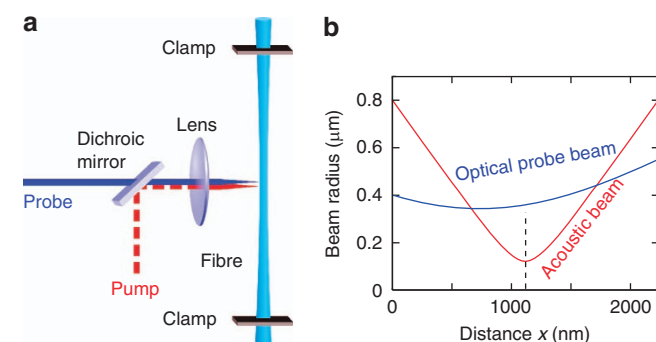 a
Clamp
Lens
Dichroic
mirror
Probe
Fibre
Pump
Clamp
b
Beam radius (μm)
0.8
0.6
0.4
0.2
0
Optical probe beam
Acoustic beam
0
1000
2000
Distance x (nm)